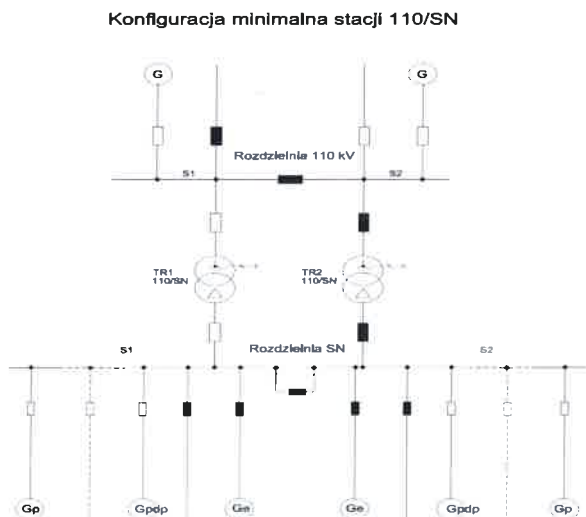 Konfiguracja minimalna stacji 110/SN
G G
Rozdzielnia 110 kV
S1 S2
TR1
110/SN
TR2
110/SN
S1 Rozdzielnia SN S2
Gp Gpdp Ge Ge Gpdp Gp